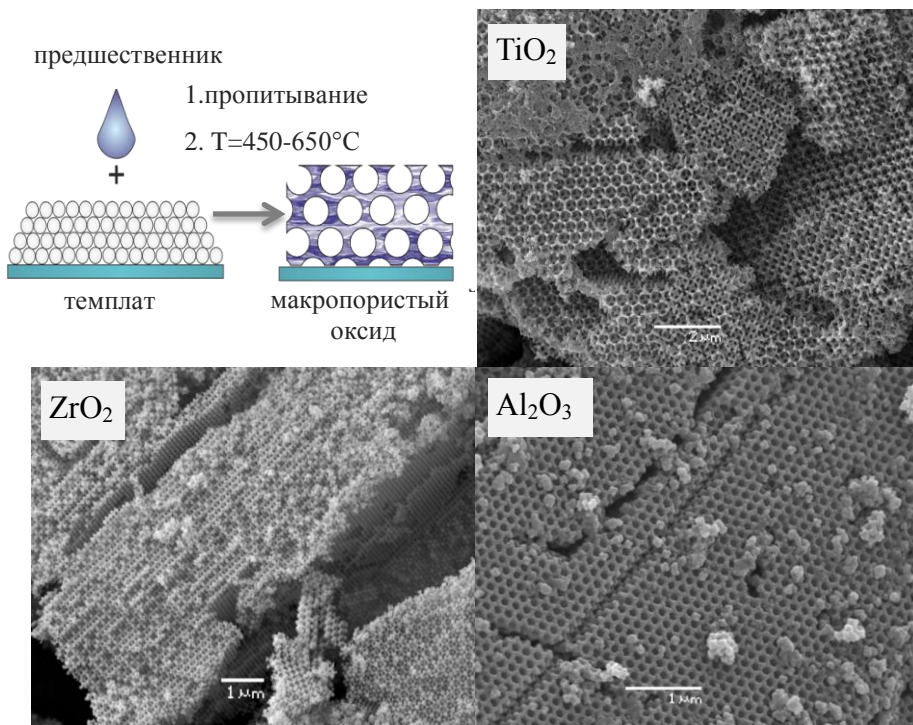 предшественник
1.пропитывание
2. T=450-650°C
+
темплат
макропористый
оксид
TiO₂
2 μm
ZrO₂
1 μm
Al₂O₃
1 μm